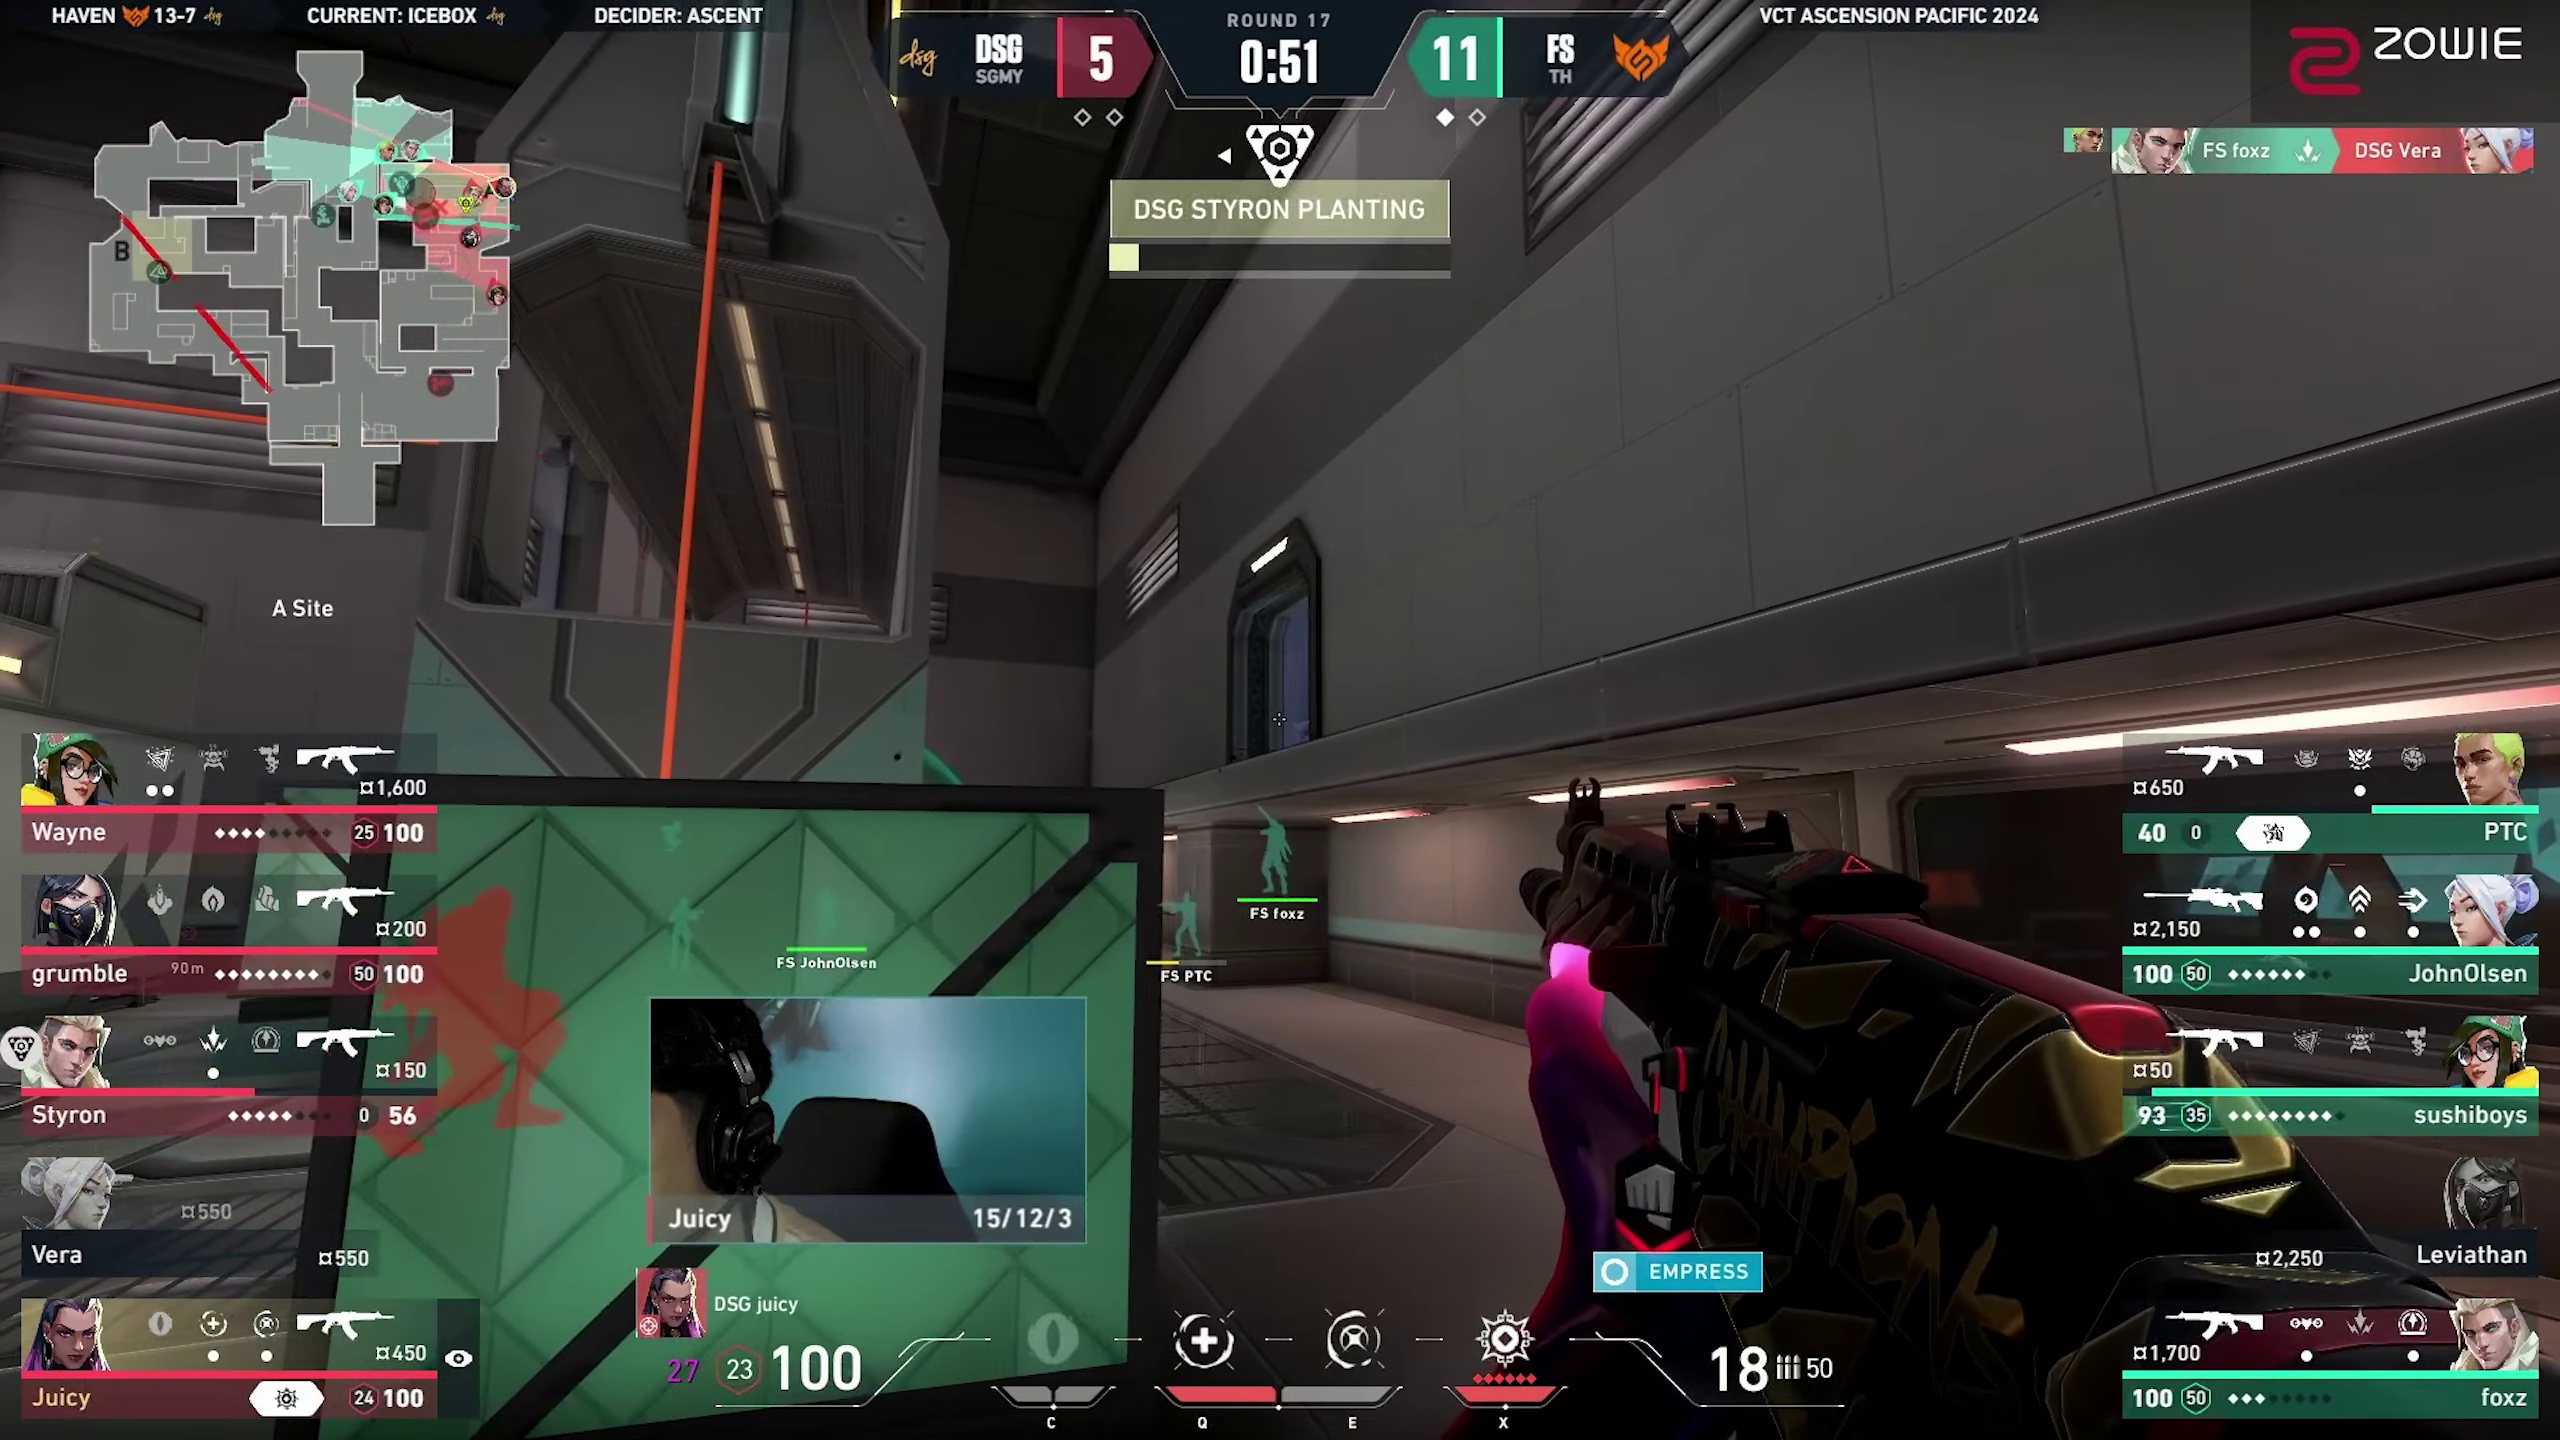 HAVEN 13-7
CURRENT: ICEBOX
DECIDER: ASCENT
DSG
SGMY
5
ROUND 17
0:51
11
FS
TH
VCT ASCENSION PACIFIC 2024
ZOWIE
FS foxz DSG Vera
DSG STYRON PLANTING
B
A Site
1,600
Wayne 25 100
200
grumble 90m 50 100
150
Styron 0 56
550
Vera 550
450
Juicy 24 100
FS JohnOlsen
FS foxz
FS PTC
Juicy 15/12/3
DSG juicy
27 23 100
C
Q
E
X
EMPRESS
18 50
650
40 0 PTC
2,150
100 50 JohnOlsen
50
93 35 sushiboys
2,250 Leviathan
1,700
100 50 foxz